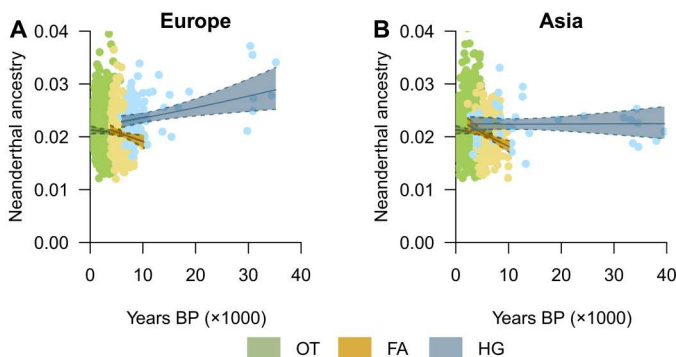 A Europe
Neanderthal ancestry
0.04
0.03
0.02
0.01
0.00
0 10 20 30 40
Years BP (×1000)
B Asia
Neanderthal ancestry
0.04
0.03
0.02
0.01
0.00
0 10 20 30 40
Years BP (×1000)
OT FA HG